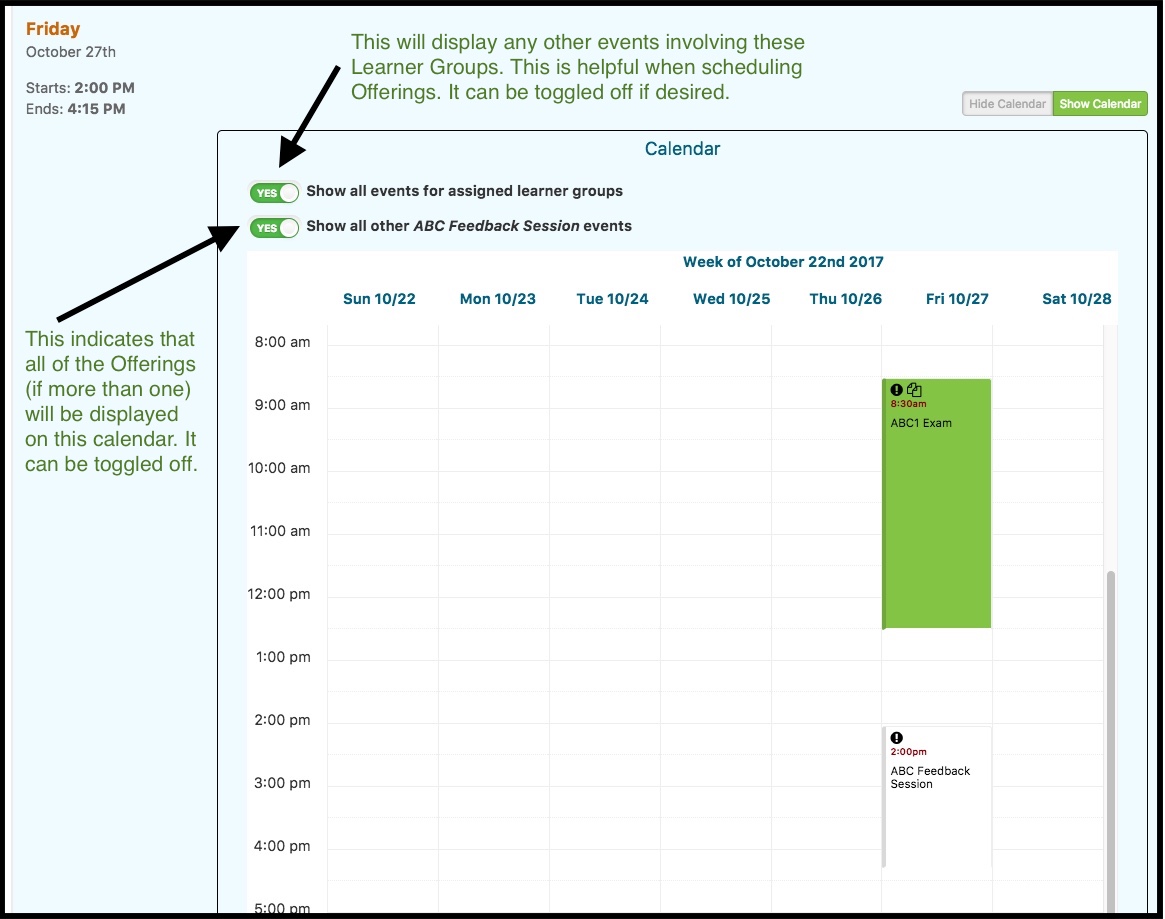 Friday
October 27th
Starts: 2:00 PM
Ends: 4:15 PM
This will display any other events involving these
Learner Groups. This is helpful when scheduling
Offerings. It can be toggled off if desired.
Hide Calendar Show Calendar
Calendar
YES Show all events for assigned learner groups
YES Show all other ABC Feedback Session events
This indicates that
all of the Offerings
(if more than one)
will be displayed
on this calendar. It
can be toggled off.
Week of October 22nd 2017
Sun 10/22 Mon 10/23 Tue 10/24 Wed 10/25 Thu 10/26 Fri 10/27 Sat 10/28
8:00 am
8:30am
ABC1 Exam
9:00 am
10:00 am
11:00 am
12:00 pm
1:00 pm
2:00 pm
2:00pm
ABC Feedback
Session
3:00 pm
4:00 pm
5:00 pm